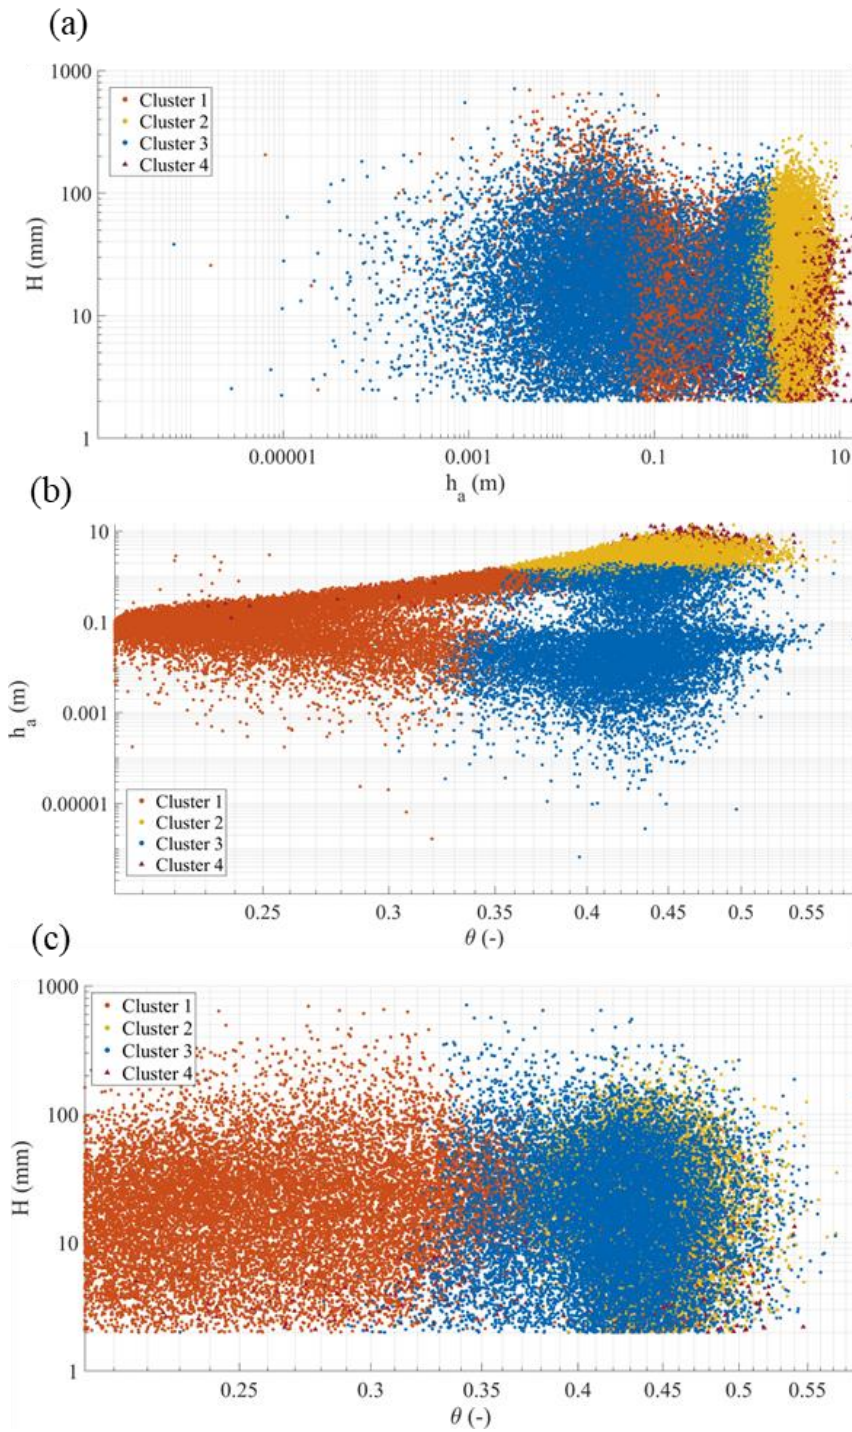 (a)
1000
Cluster 1
Cluster 2
Cluster 3
Cluster 4
100
H (mm)
10
1
0.00001 0.001 0.1 10
hₐ (m)
(b)
10
0.1
hₐ (m)
0.001
0.00001
Cluster 1
Cluster 2
Cluster 3
Cluster 4
0.25 0.3 0.35 0.4 0.45 0.5 0.55
θ (-)
(c)
1000
Cluster 1
Cluster 2
Cluster 3
Cluster 4
100
H (mm)
10
1
0.25 0.3 0.35 0.4 0.45 0.5 0.55
θ (-)